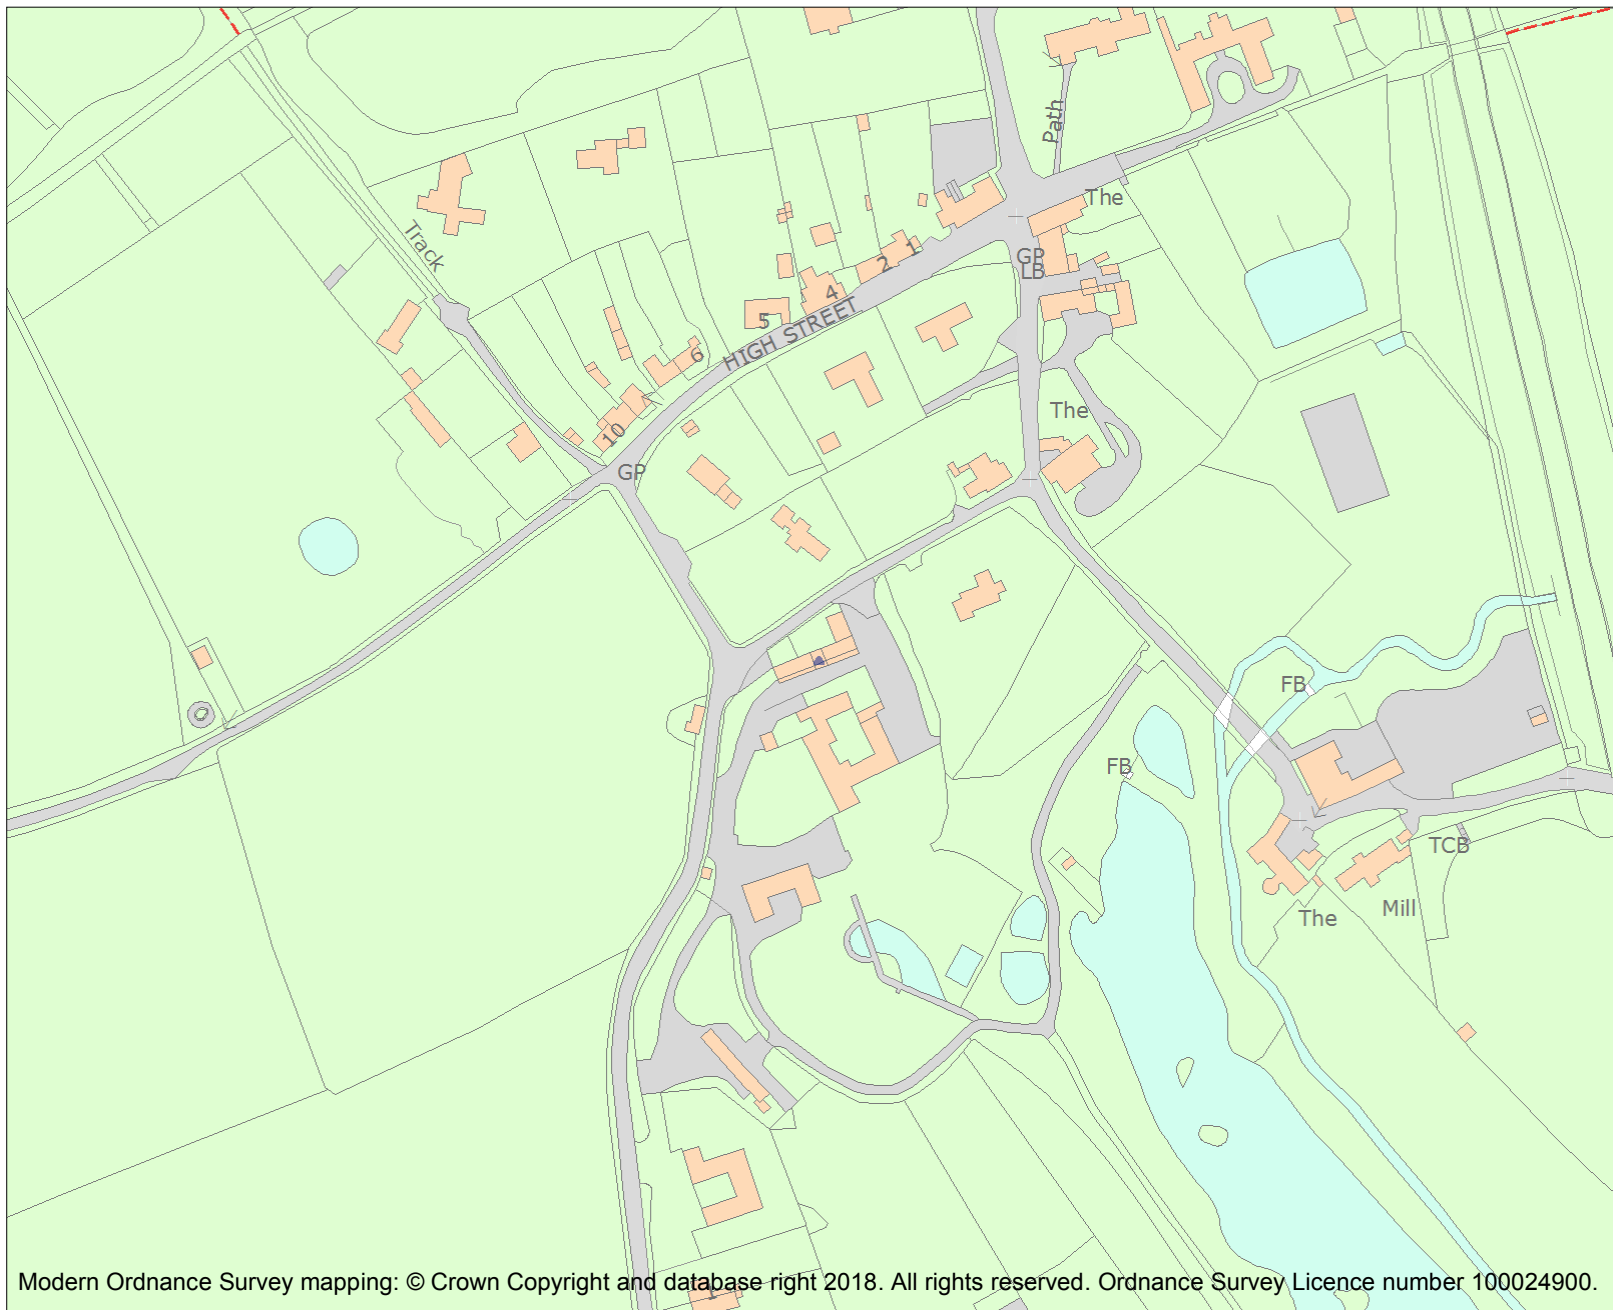 Path
The
Track
GP
LB
1
2
4
HIGH STREET
5
6
7
10
The
GP
FB
FB
TCB
Mill
The
1
Modern Ordnance Survey mapping: © Crown Copyright and database right 2018. All rights reserved. Ordnance Survey Licence number 100024900.